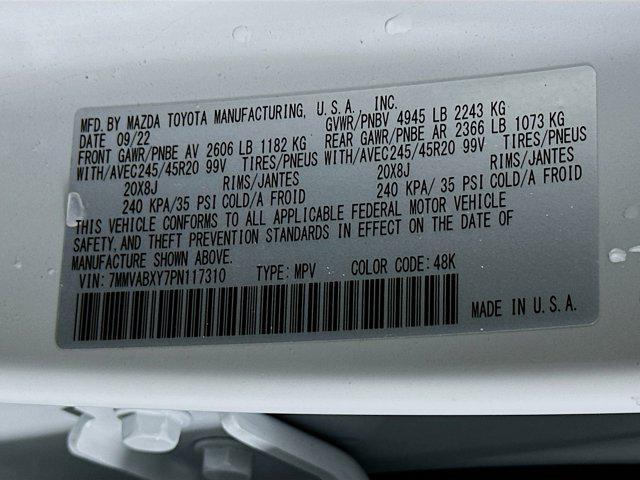 MFD. BY MAZDA TOYOTA MANUFACTURING, U.S.A. INC.
DATE 09/22 GVWR/PNBV 4945 LB 2243 KG
FRONT GAWR/PNBE AV 2606 LB 1182 KG REAR GAWR/PNBE AR 2366 LB 1073 KG
WITH/AVEC245/45R20 99V TIRES/PNEUS WITH/AVEC245/45R20 99V TIRES/PNEUS
20X8J RIMS/JANTES 20X8J RIMS/JANTES
240 KPA/ 35 PSI COLD/A FROID 240 KPA/ 35 PSI COLD/A FROID
THIS VEHICLE CONFORMS TO ALL APPLICABLE FEDERAL MOTOR VEHICLE
SAFETY, AND THEFT PREVENTION STANDARDS IN EFFECT ON THE DATE OF
MANUFACTURE SHOWN ABOVE.
VIN: 7MMVABXY7PN117310 TYPE: MPV COLOR CODE: 48K
MADE IN U.S.A.